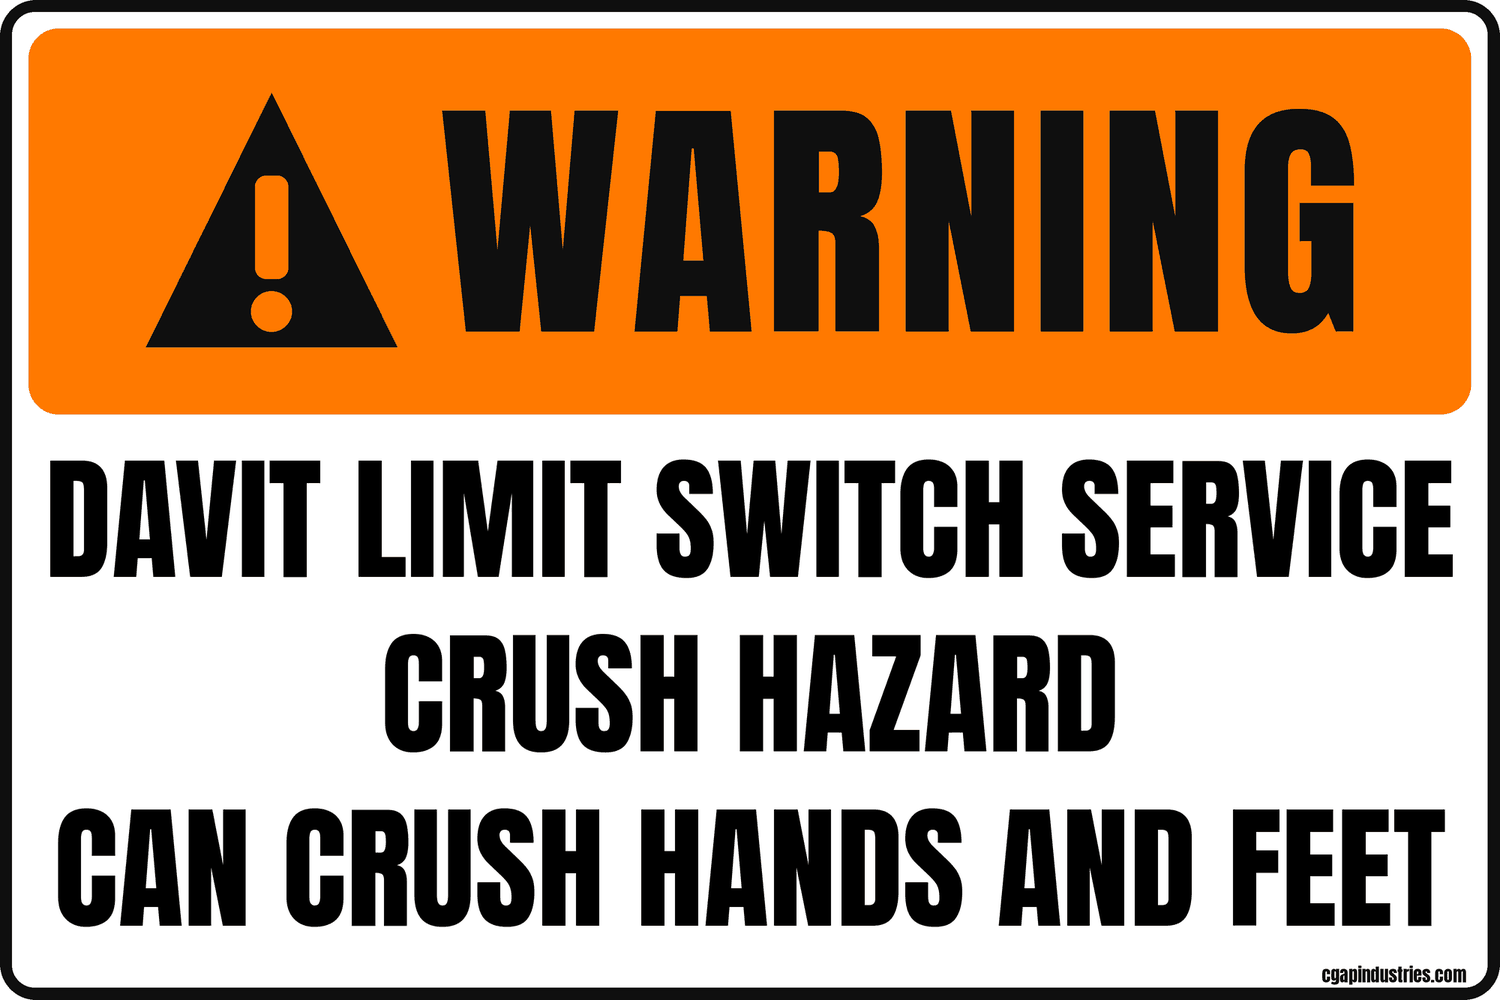 WARNING
DAVIT LIMIT SWITCH SERVICE
CRUSH HAZARD
CAN CRUSH HANDS AND FEET
cgapindustries.com